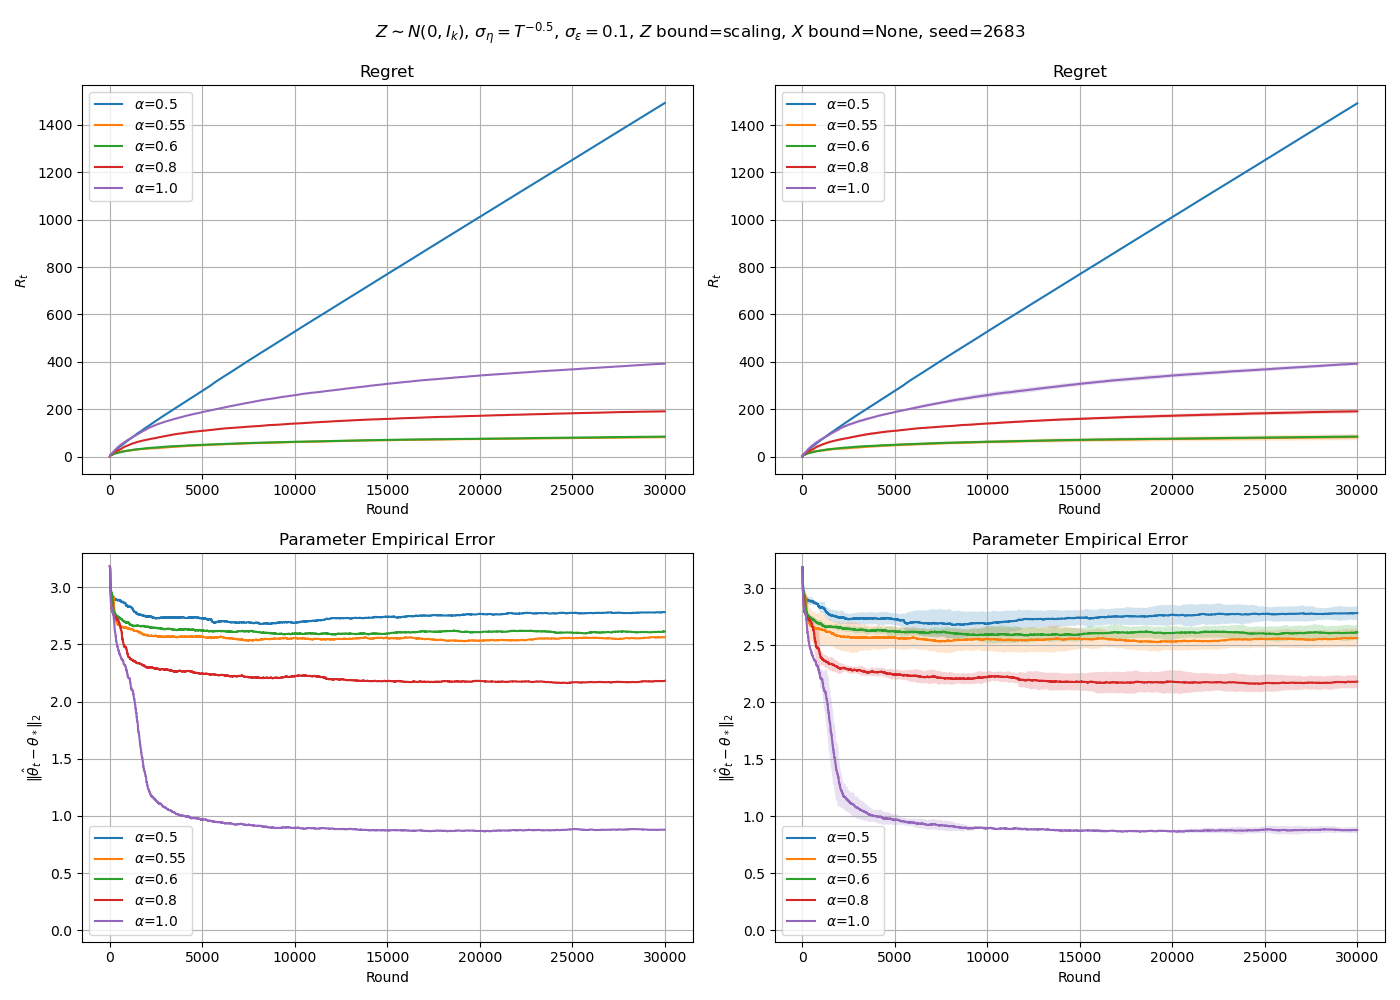 Z ∼ N(0, I_k), σ_η = T^{−0.5}, σ_ε = 0.1, Z bound=scaling, X bound=None, seed=2683
Regret
R_t
1400
1200
1000
800
600
400
200
0
α=0.5
α=0.55
α=0.6
α=0.8
α=1.0
0 5000 10000 15000 20000 25000 30000
Round
Regret
R_t
1400
1200
1000
800
600
400
200
0
α=0.5
α=0.55
α=0.6
α=0.8
α=1.0
0 5000 10000 15000 20000 25000 30000
Round
Parameter Empirical Error
‖θ̂_t − θ_*‖_2
3.0
2.5
2.0
1.5
1.0
0.5
0.0
α=0.5
α=0.55
α=0.6
α=0.8
α=1.0
0 5000 10000 15000 20000 25000 30000
Round
Parameter Empirical Error
‖θ̂_t − θ_*‖_2
3.0
2.5
2.0
1.5
1.0
0.5
0.0
α=0.5
α=0.55
α=0.6
α=0.8
α=1.0
0 5000 10000 15000 20000 25000 30000
Round